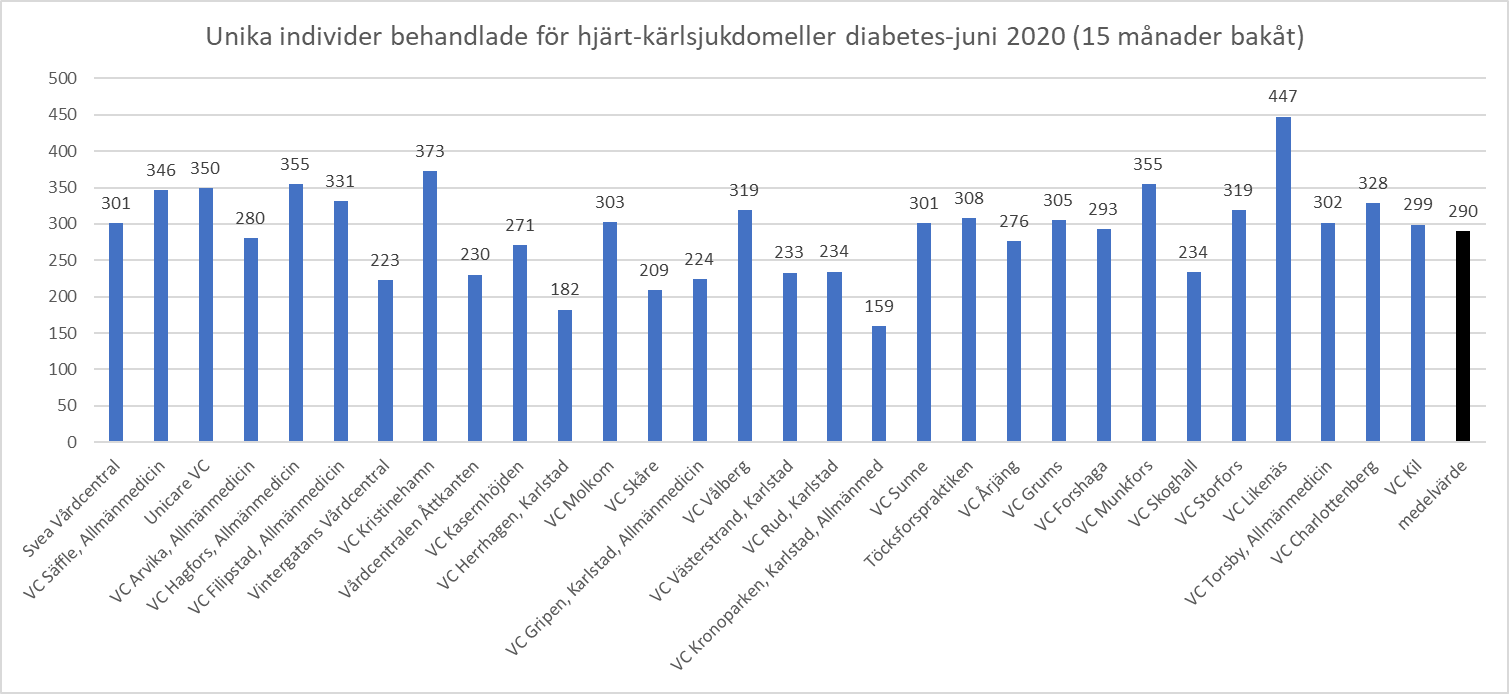 Unika individer behandlade för hjärt-kärlsjukdomeller diabetes-juni 2020 (15 månader bakåt)
500
450
400
350
300
250
200
150
100
50
0
301
346
350
280
355
331
223
373
230
271
182
303
209
224
319
233
234
159
301
308
276
305
293
355
234
319
447
302
328
299
290
Svea Vårdcentral
VC Säffle, Allmänmedicin
Unicare VC
VC Arvika, Allmänmedicin
VC Hagfors, Allmänmedicin
VC Filipstad, Allmänmedicin
Vintergatans Vårdcentral
VC Kristinehamn
Vårdcentralen Åttkanten
VC Kasernhöjden
VC Herrhagen, Karlstad
VC Molkom
VC Skåre
VC Gripen, Karlstad, Allmänmedicin
VC Vålberg
VC Västerstrand, Karlstad
VC Rud, Karlstad
VC Kronoparken, Karlstad, Allmänmed
VC Sunne
Töcksforspraktiken
VC Årjäng
VC Grums
VC Forshaga
VC Munkfors
VC Skoghall
VC Storfors
VC Likenäs
VC Torsby, Allmänmedicin
VC Charlottenberg
VC Kil
medelvärde